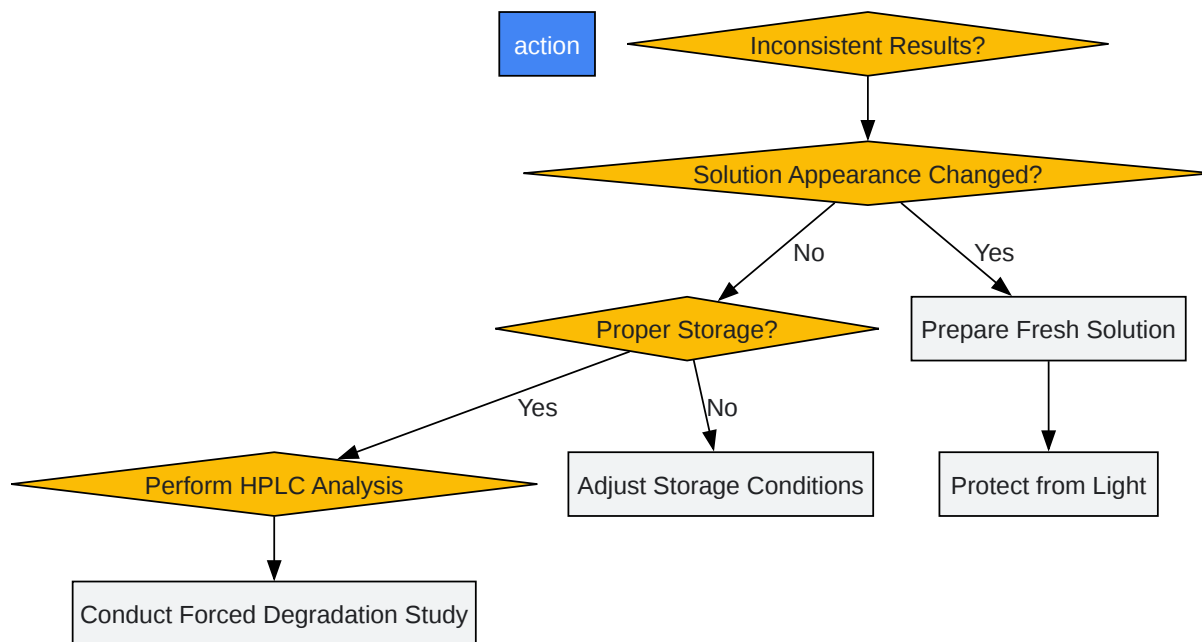 action
Inconsistent Results?
Solution Appearance Changed?
No
Yes
Proper Storage?
Prepare Fresh Solution
Yes
No
Perform HPLC Analysis
Adjust Storage Conditions
Protect from Light
Conduct Forced Degradation Study